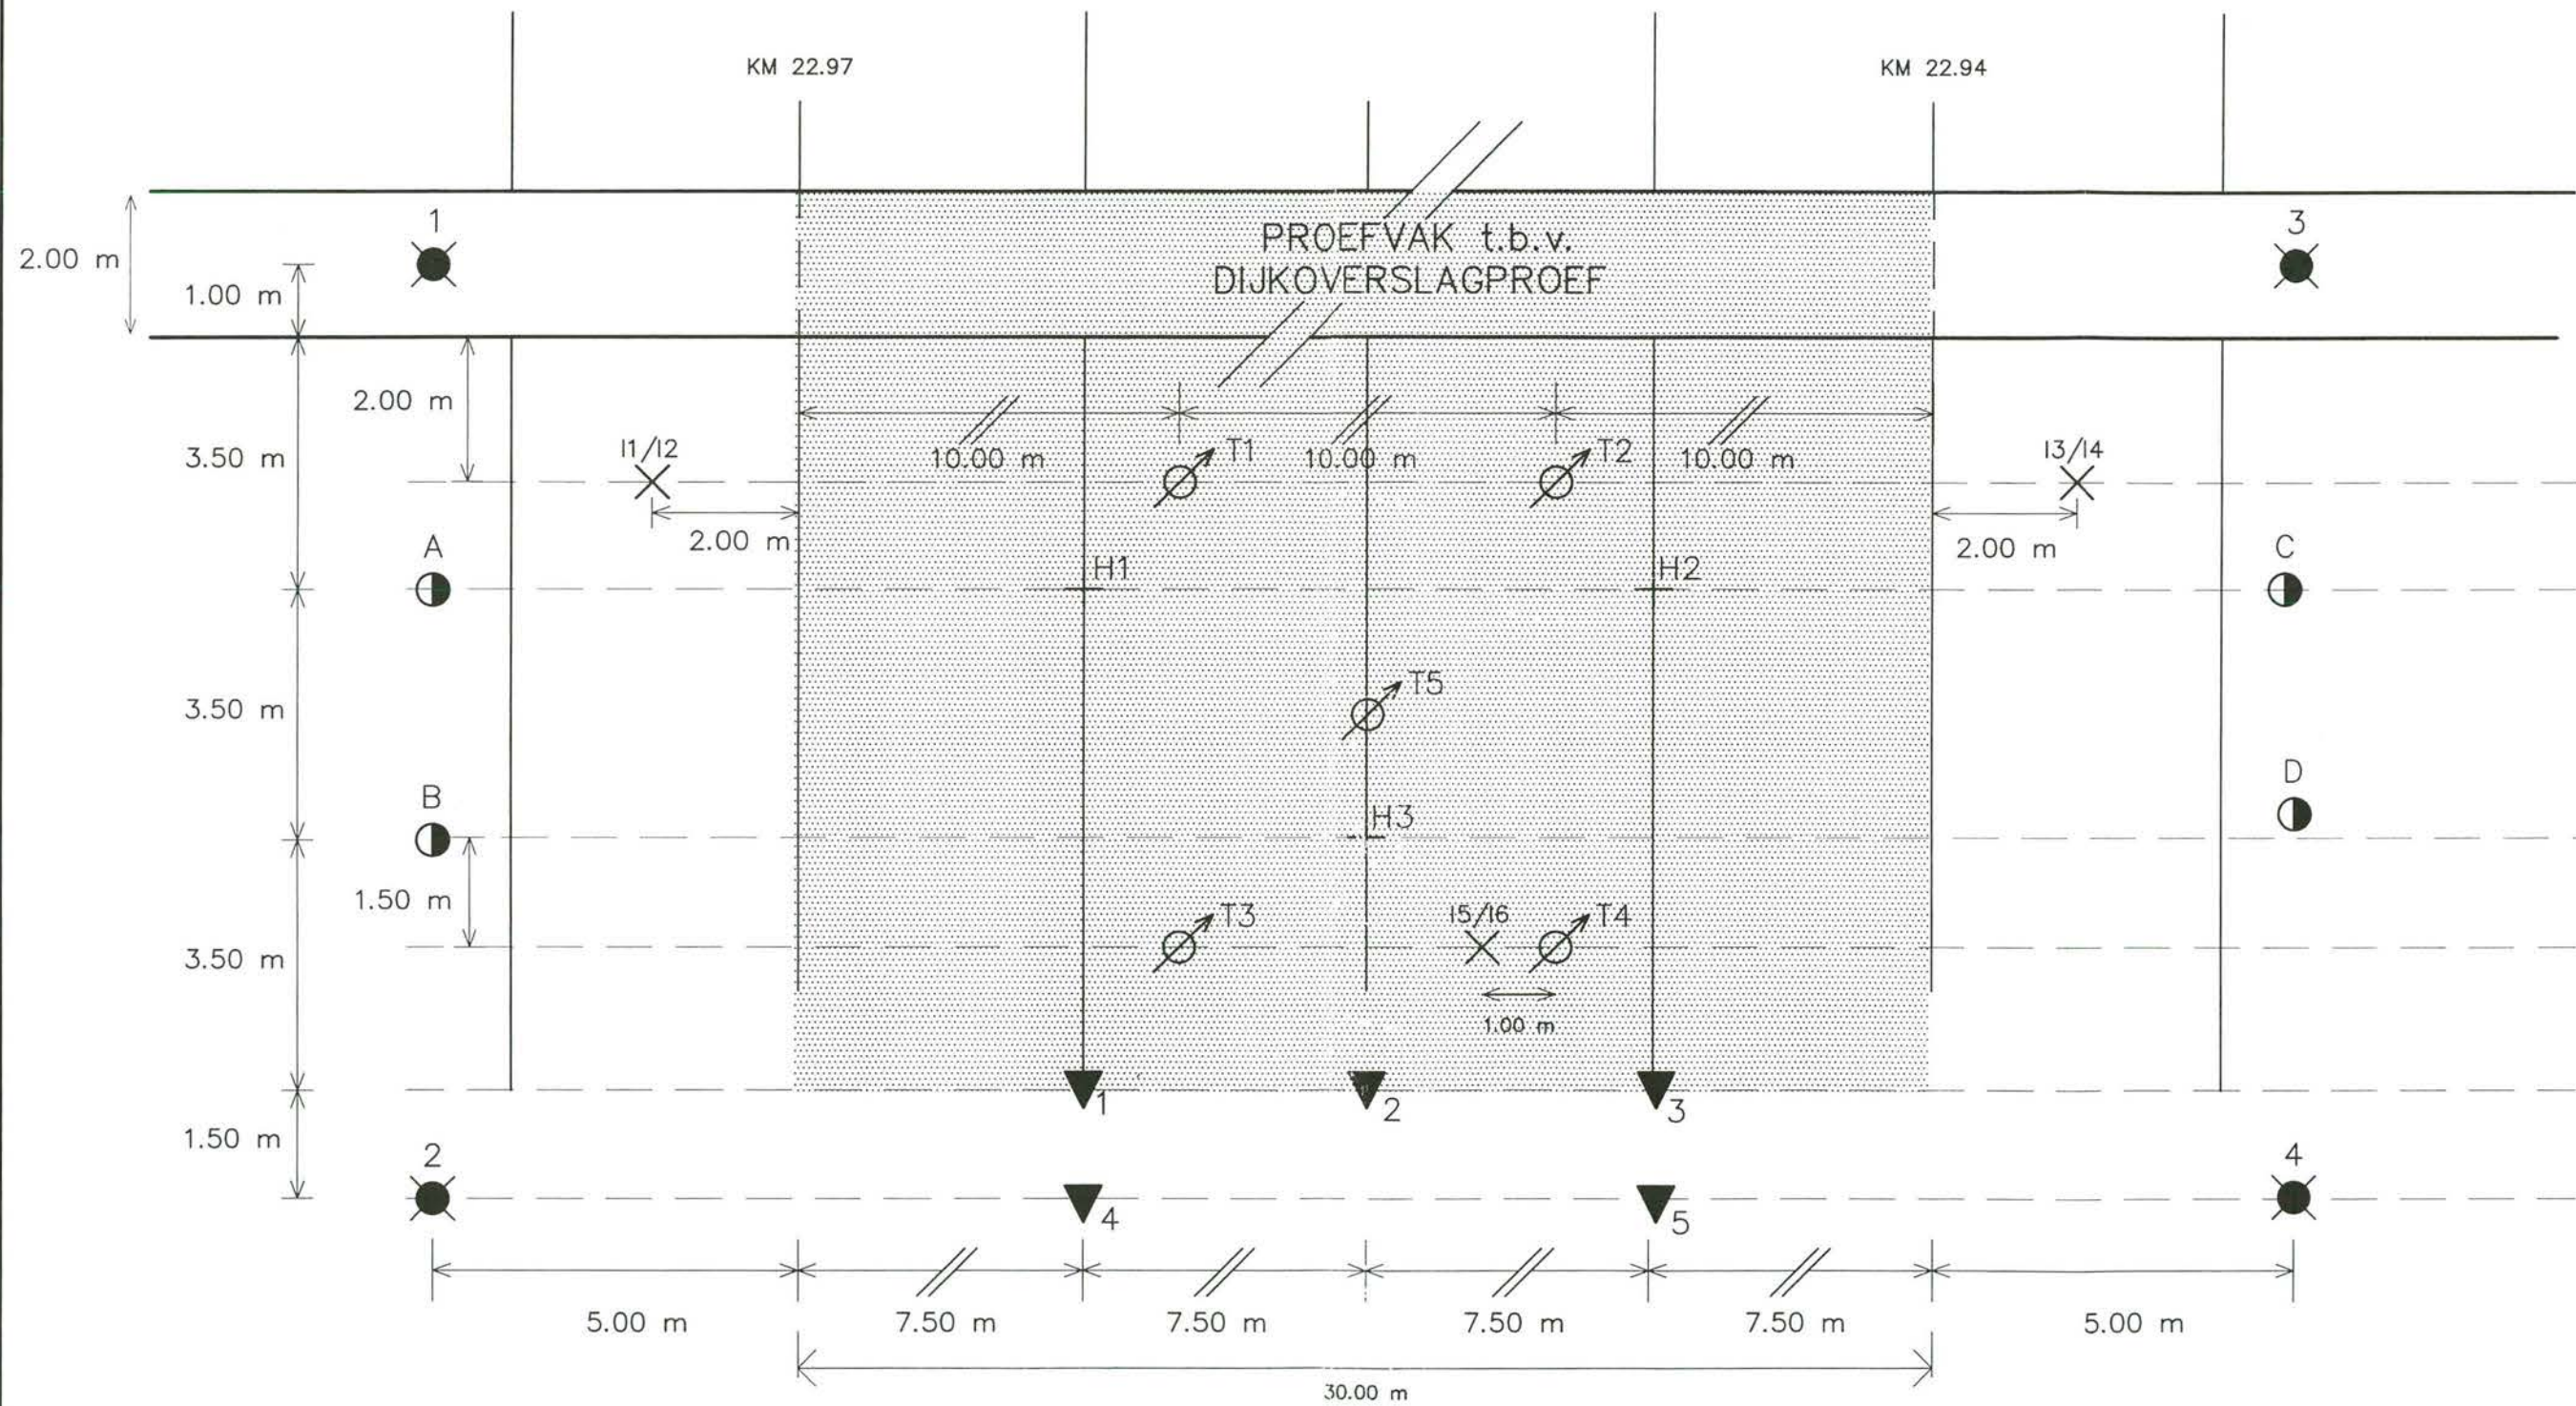 KM 22.97
KM 22.94
1
3
PROEFVAK t.b.v.
DIJKOVERSLAGPROEF
2.00 m
1.00 m
2.00 m
3.50 m
I1/I2
10.00 m
T1
10.00 m
T2
10.00 m
I3/I4
2.00 m
2.00 m
A
H1
H2
C
3.50 m
T5
B
H3
D
1.50 m
3.50 m
T3
I5/I6
T4
1.00 m
1
2
3
1.50 m
2
4
4
5
5.00 m
7.50 m
7.50 m
7.50 m
7.50 m
5.00 m
30.00 m